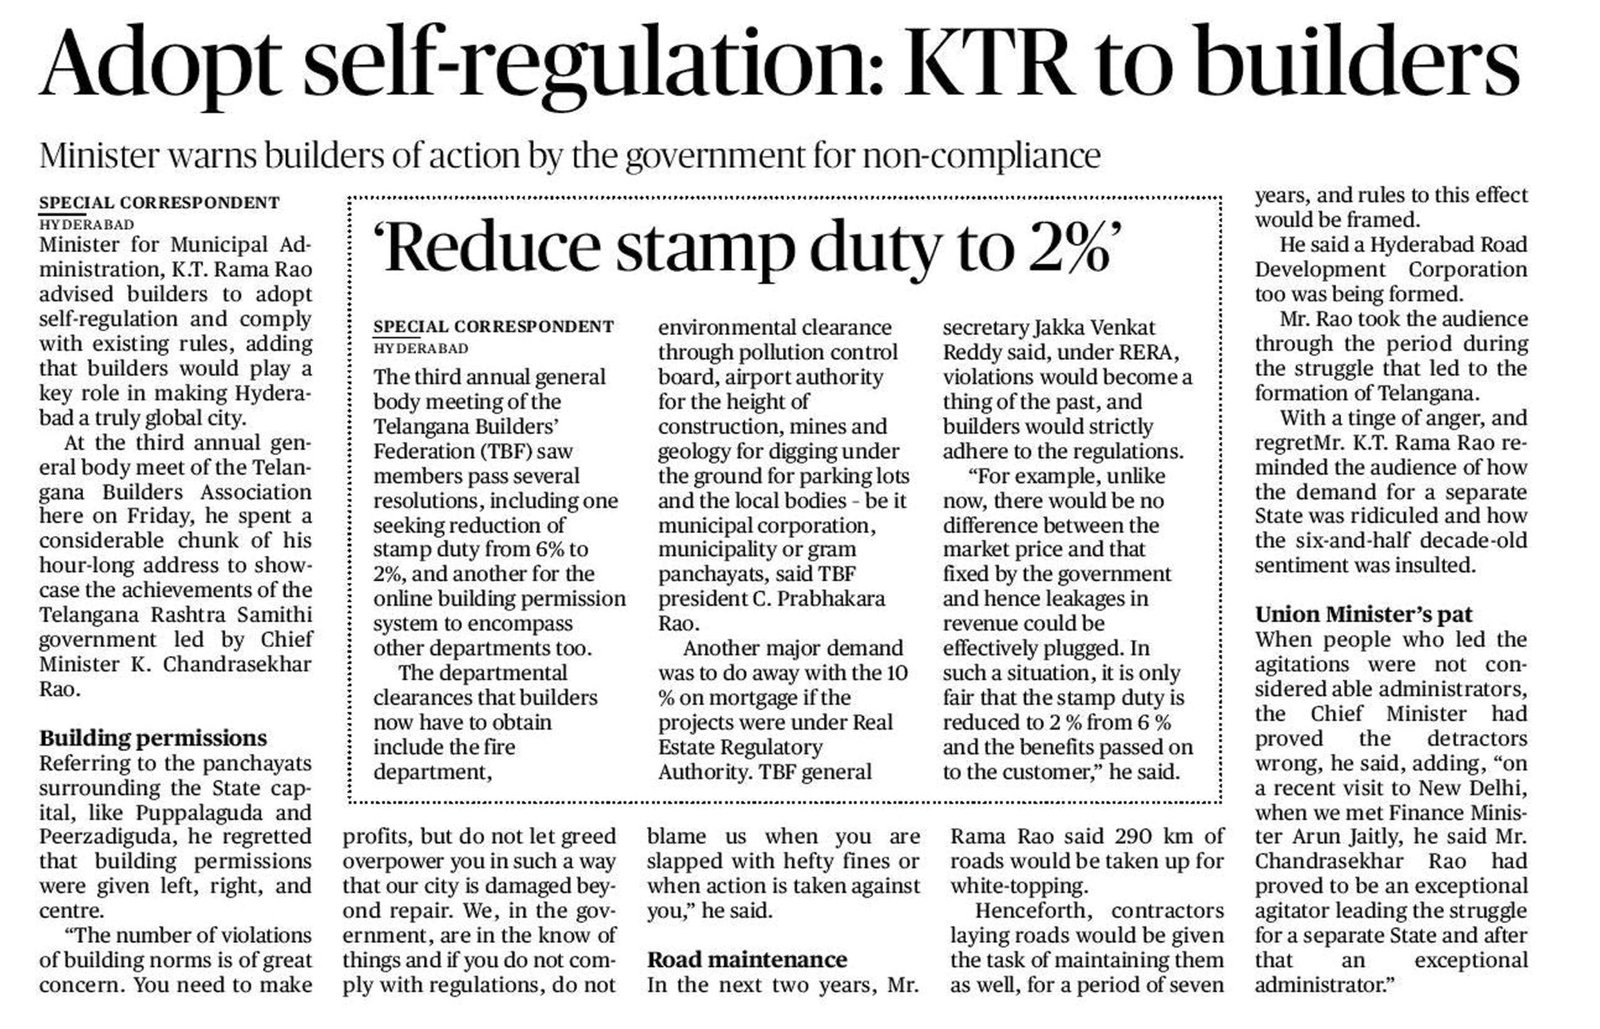 Adopt self-regulation: KTR to builders
Minister warns builders of action by the government for non-compliance
SPECIAL CORRESPONDENT
HYDERABAD
Minister for Municipal Ad-
ministration, K.T. Rama Rao
advised builders to adopt
self-regulation and comply
with existing rules, adding
that builders would play a
key role in making Hydera-
bad a truly global city.
At the third annual gen-
eral body meet of the Telan-
gana Builders Association
here on Friday, he spent a
considerable chunk of his
hour-long address to show-
case the achievements of the
Telangana Rashtra Samithi
government led by Chief
Minister K. Chandrasekhar
Rao.
Building permissions
Referring to the panchayats
surrounding the State cap-
ital, like Puppalaguda and
Peerzadiguda, he regretted
that building permissions
were given left, right, and
centre.
“The number of violations
of building norms is of great
concern. You need to make
profits, but do not let greed
overpower you in such a way
that our city is damaged bey-
ond repair. We, in the gov-
ernment, are in the know of
things and if you do not com-
ply with regulations, do not
blame us when you are
slapped with hefty fines or
when action is taken against
you,” he said.
Road maintenance
In the next two years, Mr.
Rama Rao said 290 km of
roads would be taken up for
white-topping.
Henceforth, contractors
laying roads would be given
the task of maintaining them
as well, for a period of seven
years, and rules to this effect
would be framed.
He said a Hyderabad Road
Development Corporation
too was being formed.
Mr. Rao took the audience
through the period during
the struggle that led to the
formation of Telangana.
With a tinge of anger, and
regretMr. K.T. Rama Rao re-
minded the audience of how
the demand for a separate
State was ridiculed and how
the six-and-half decade-old
sentiment was insulted.
Union Minister’s pat
When people who led the
agitations were not con-
sidered able administrators,
the Chief Minister had
proved the detractors
wrong, he said, adding, “on
a recent visit to New Delhi,
when we met Finance Minis-
ter Arun Jaitly, he said Mr.
Chandrasekhar Rao had
proved to be an exceptional
agitator leading the struggle
for a separate State and after
that an exceptional
administrator.”
‘Reduce stamp duty to 2%’
SPECIAL CORRESPONDENT
HYDERABAD
The third annual general
body meeting of the
Telangana Builders’
Federation (TBF) saw
members pass several
resolutions, including one
seeking reduction of
stamp duty from 6% to
2%, and another for the
online building permission
system to encompass
other departments too.
The departmental
clearances that builders
now have to obtain
include the fire
department,
environmental clearance
through pollution control
board, airport authority
for the height of
construction, mines and
geology for digging under
the ground for parking lots
and the local bodies - be it
municipal corporation,
municipality or gram
panchayats, said TBF
president C. Prabhakara
Rao.
Another major demand
was to do away with the 10
% on mortgage if the
projects were under Real
Estate Regulatory
Authority. TBF general
secretary Jakka Venkat
Reddy said, under RERA,
violations would become a
thing of the past, and
builders would strictly
adhere to the regulations.
“For example, unlike
now, there would be no
difference between the
market price and that
fixed by the government
and hence leakages in
revenue could be
effectively plugged. In
such a situation, it is only
fair that the stamp duty is
reduced to 2 % from 6 %
and the benefits passed on
to the customer,” he said.